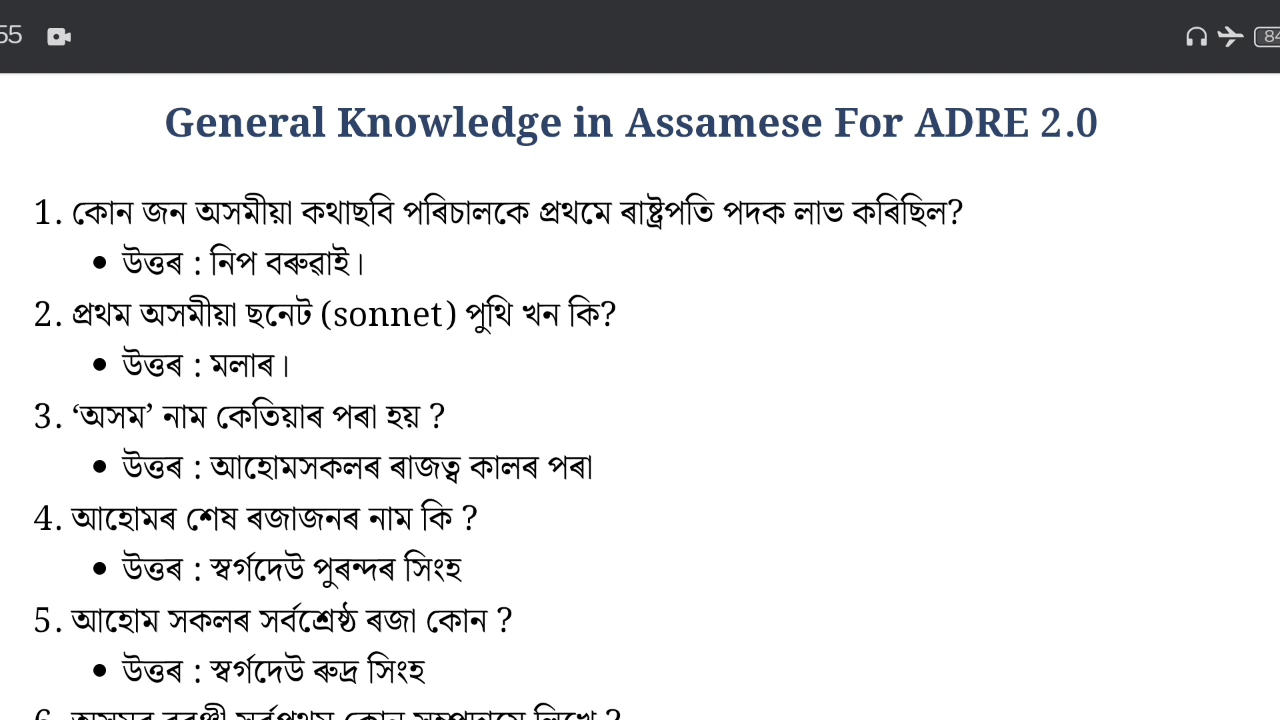 55
84
General Knowledge in Assamese For ADRE 2.0
1. কোন জন অসমীয়া কথাছবি পৰিচালকে প্ৰথমে ৰাষ্ট্ৰপতি পদক লাভ কৰিছিল?
• উত্তৰ : নিপ বৰুৱাই।
2. প্ৰথম অসমীয়া ছনেট (sonnet) পুথি খন কি?
• উত্তৰ : মলাৰ।
3. ‘অসম’ নাম কেতিয়াৰ পৰা হয় ?
• উত্তৰ : আহোমসকলৰ ৰাজত্ব কালৰ পৰা
4. আহোমৰ শেষ ৰজাজনৰ নাম কি ?
• উত্তৰ : স্বৰ্গদেউ পুৰন্দৰ সিংহ
5. আহোম সকলৰ সৰ্বশ্ৰেষ্ঠ ৰজা কোন ?
• উত্তৰ : স্বৰ্গদেউ ৰুদ্ৰ সিংহ